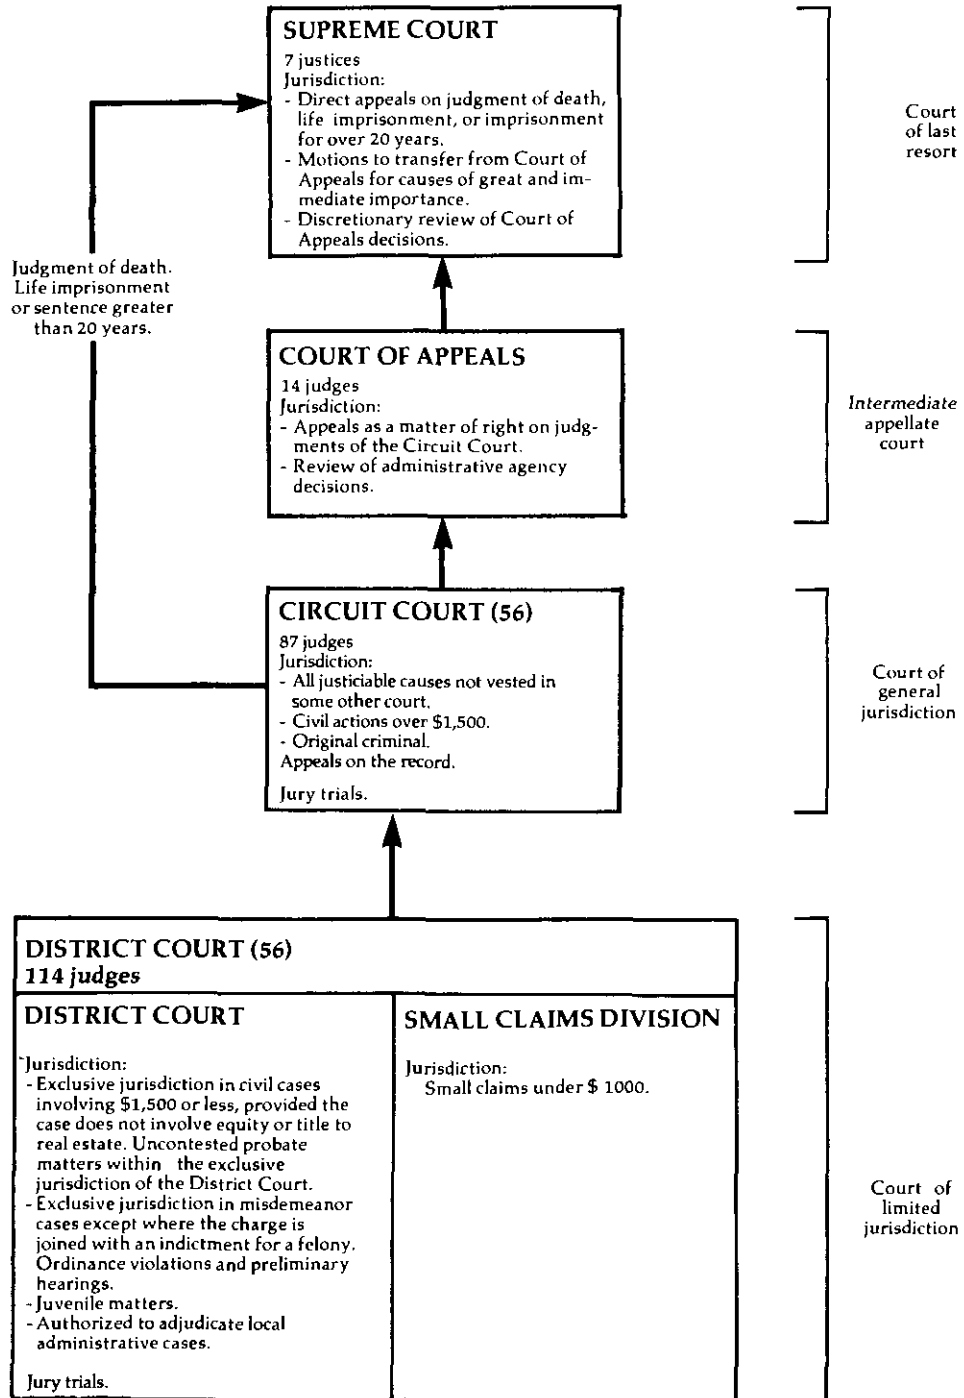 SUPREME COURT
7 justices
Jurisdiction:
- Direct appeals on judgment of death,
life imprisonment, or imprisonment
for over 20 years.
- Motions to transfer from Court of
Appeals for causes of great and im-
mediate importance.
- Discretionary review of Court of
Appeals decisions.
Court
of last
resort
Judgment of death.
Life imprisonment
or sentence greater
than 20 years.
COURT OF APPEALS
14 judges
Jurisdiction:
- Appeals as a matter of right on judg-
ments of the Circuit Court.
- Review of administrative agency
decisions.
Intermediate
appellate
court
CIRCUIT COURT (56)
87 judges
Jurisdiction:
- All justiciable causes not vested in
some other court.
- Civil actions over $1,500.
- Original criminal.
Appeals on the record.
Jury trials.
Court of
general
jurisdiction
DISTRICT COURT (56)
114 judges
DISTRICT COURT
Jurisdiction:
- Exclusive jurisdiction in civil cases
involving $1,500 or less, provided the
case does not involve equity or title to
real estate. Uncontested probate
matters within the exclusive
jurisdiction of the District Court.
- Exclusive jurisdiction in misdemeanor
cases except where the charge is
joined with an indictment for a felony.
Ordinance violations and preliminary
hearings.
- Juvenile matters.
- Authorized to adjudicate local
administrative cases.
Jury trials.
SMALL CLAIMS DIVISION
Jurisdiction:
Small claims under $ 1000.
Court of
limited
jurisdiction